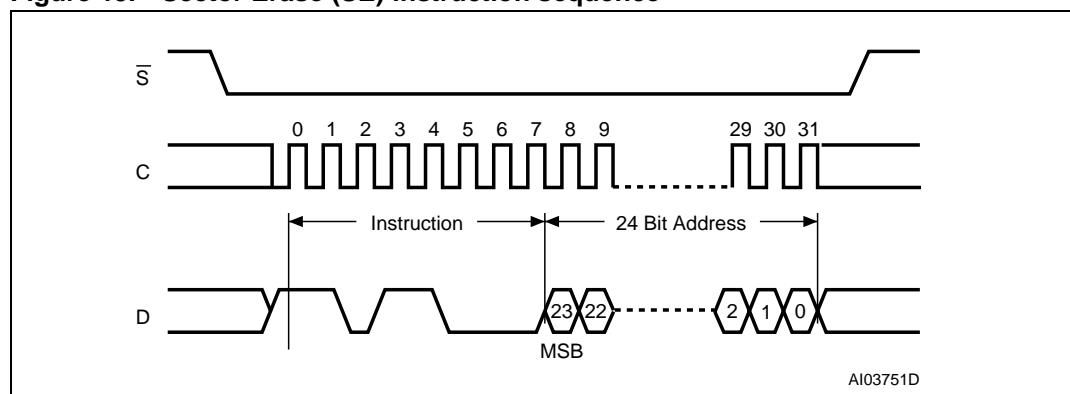 Figure 13. Sector Erase (SE) instruction sequence
S
0 1 2 3 4 5 6 7 8 9 29 30 31
C
Instruction 24 Bit Address
D 23 22 2 1 0
MSB
AI03751D